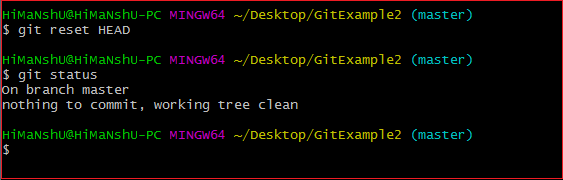 HiMaNshU@HiMaNshU-PC MINGW64 ~/Desktop/GitExample2 (master)
$ git reset HEAD
HiMaNshU@HiMaNshU-PC MINGW64 ~/Desktop/GitExample2 (master)
$ git status
On branch master
nothing to commit, working tree clean
HiMaNshU@HiMaNshU-PC MINGW64 ~/Desktop/GitExample2 (master)
$